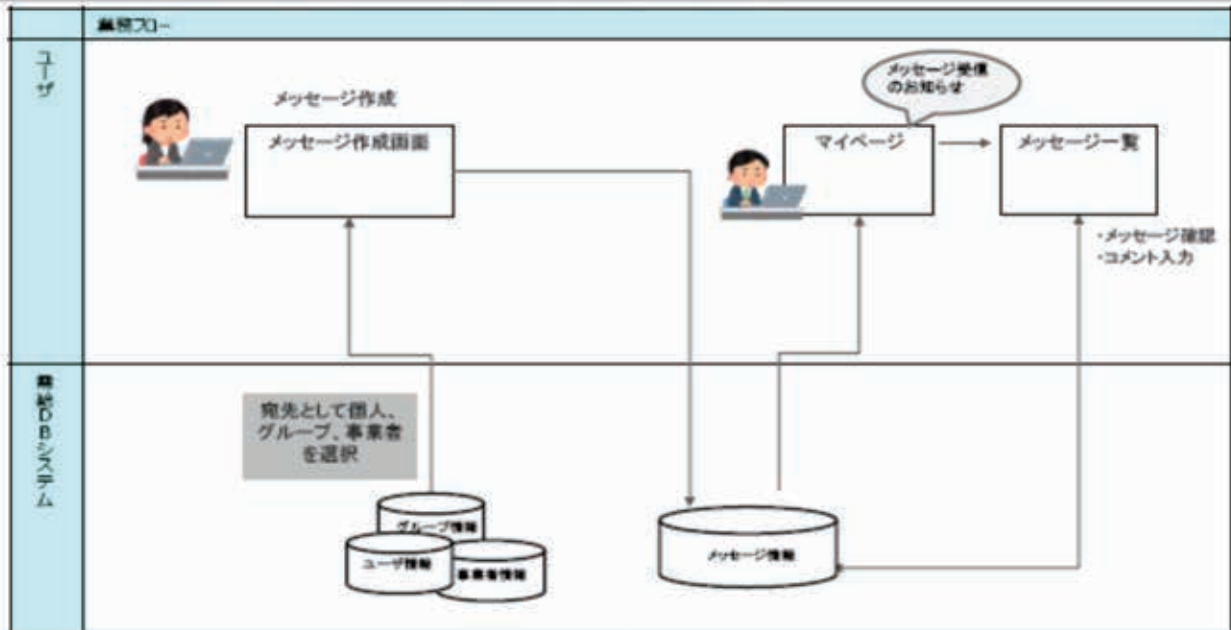 業務フロー
ユーザ
メッセージ作成
メッセージ作成画面
メッセージ受信
のお知らせ
マイページ
メッセージ一覧
・メッセージ確認
・コメント入力
DBシステム
宛先として個人、
グループ、事業者
を選択
グループ情報
ユーザ情報
事業者情報
メッセージ情報